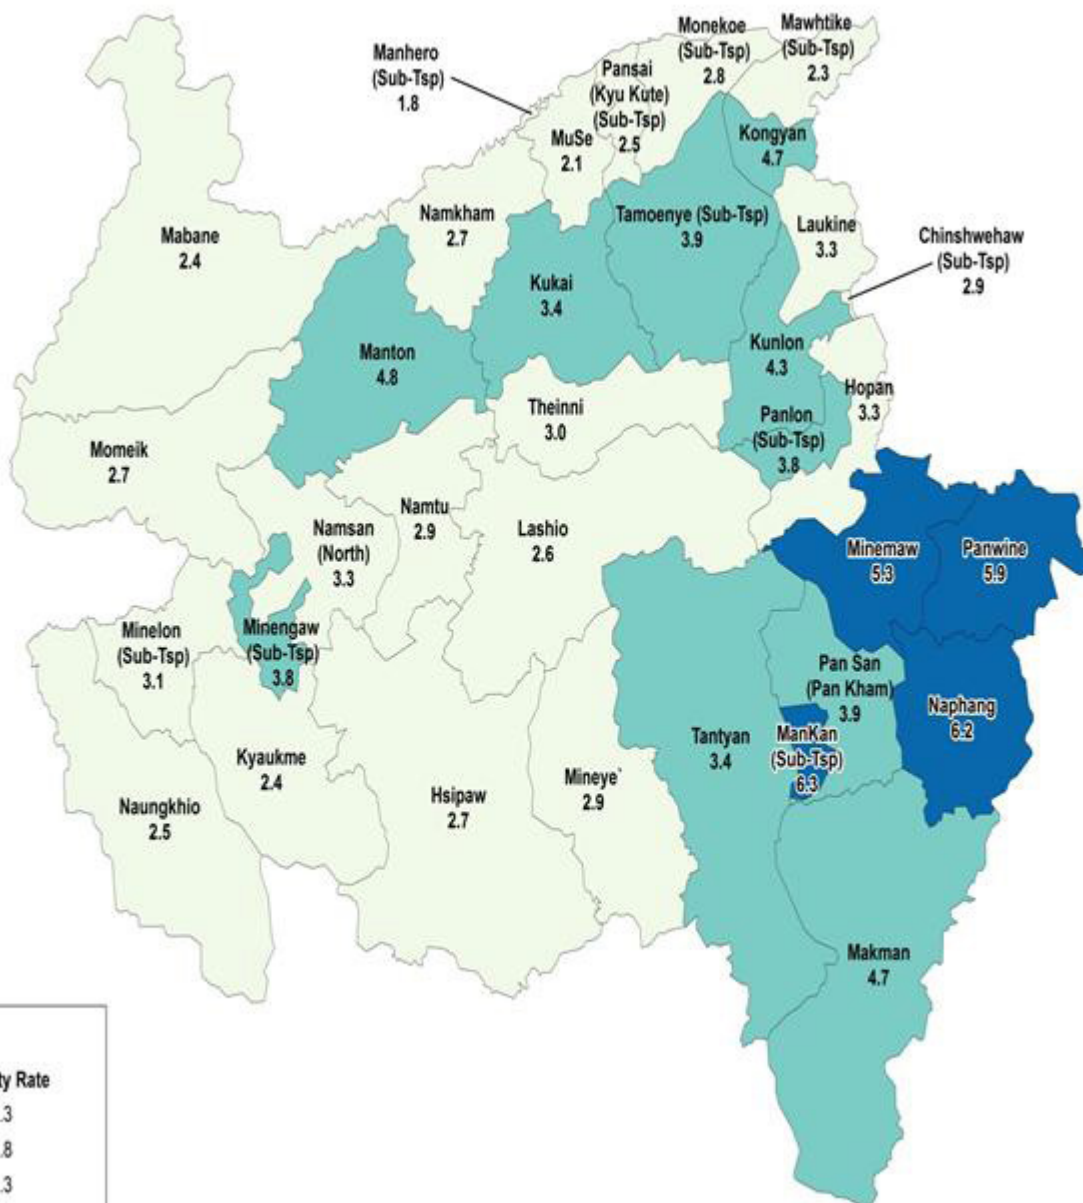 Manhero
(Sub-Tsp)
1.8
Pansai
(Kyu Kute)
(Sub-Tsp)
2.5
Monekoe
(Sub-Tsp)
2.8
Mawhtike
(Sub-Tsp)
2.3
MuSe
2.1
Kongyan
4.7
Namkham
2.7
Tamoenye (Sub-Tsp)
3.9
Laukine
3.3
Chinshwehaw
(Sub-Tsp)
2.9
Mabane
2.4
Kukai
3.4
Manton
4.8
Kunlon
4.3
Hopan
3.3
Theinni
3.0
Panlon
(Sub-Tsp)
3.8
Momeik
2.7
Namtu
2.9
Namsan
(North)
3.3
Lashio
2.6
Minemaw
5.3
Panwine
5.9
Minelon
(Sub-Tsp)
3.1
Minengaw
(Sub-Tsp)
3.8
Pan San
(Pan Kham)
3.9
Naphang
6.2
ManKan
(Sub-Tsp)
6.3
Tantyan
3.4
Kyaukme
2.4
Mineye`
2.9
Hsipaw
2.7
Naungkhio
2.5
Makman
4.7
ty Rate
.3
.8
.3